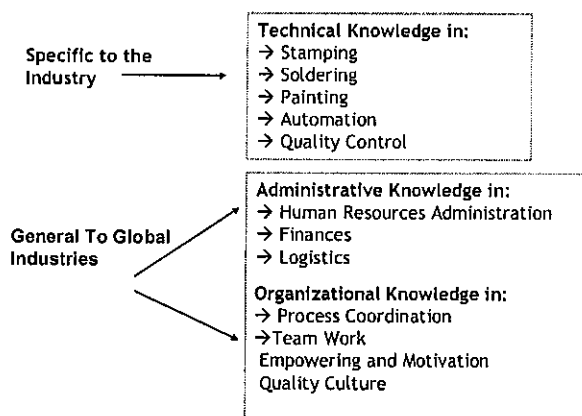 Specific to the
Industry
Technical Knowledge in:
→ Stamping
→ Soldering
→ Painting
→ Automation
→ Quality Control
General To Global
Industries
Administrative Knowledge in:
→ Human Resources Administration
→ Finances
→ Logistics
Organizational Knowledge in:
→ Process Coordination
→Team Work
Empowering and Motivation
Quality Culture